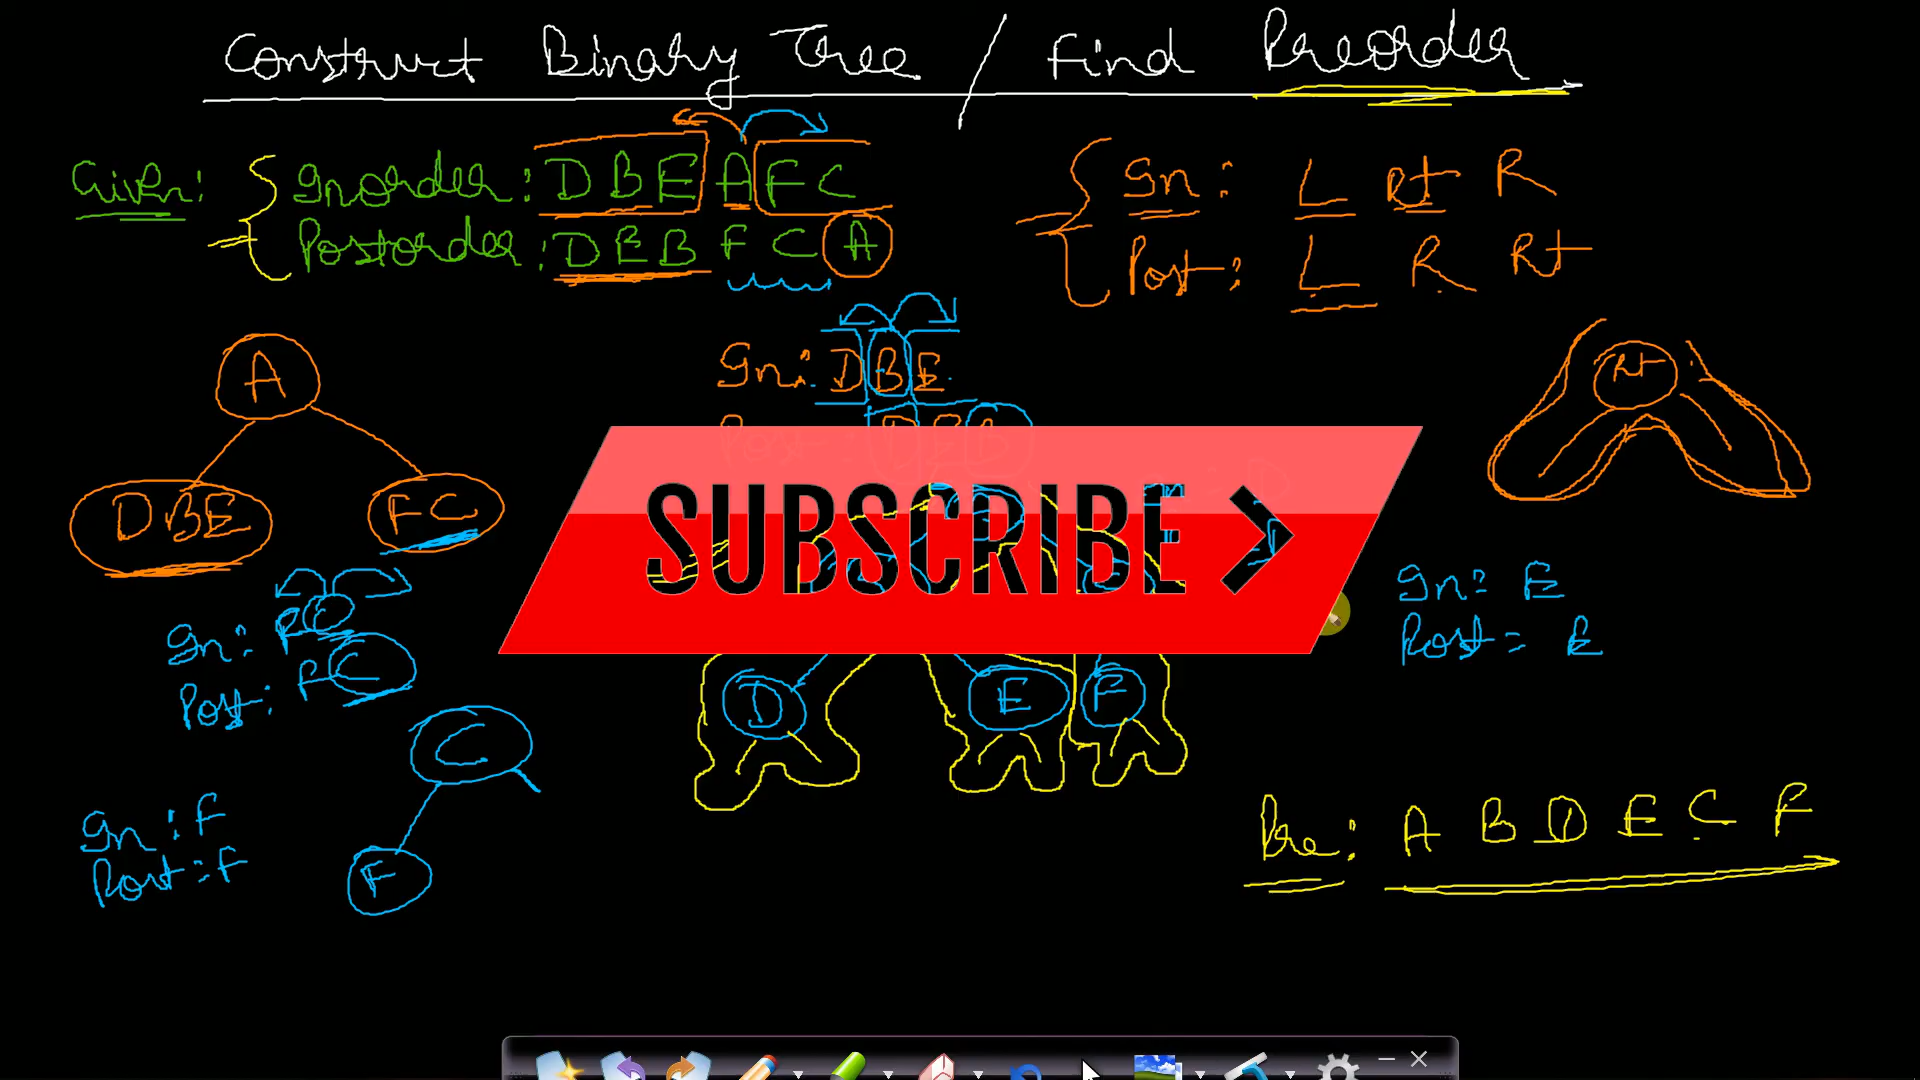 Construct Binary Tree / Find Preorder
Given: Inorder: D B E A F C
Postorder: D E B F C A
In: L Rt R
Post: L R Rt
A
DBE
FC
In: D B E
Post: D E B
Rt
SUBSCRIBE
In: FC
Post: FC
In: E
Post: E
D
E
F
C
F
In: F
Post: F
Pre: A B D E C F